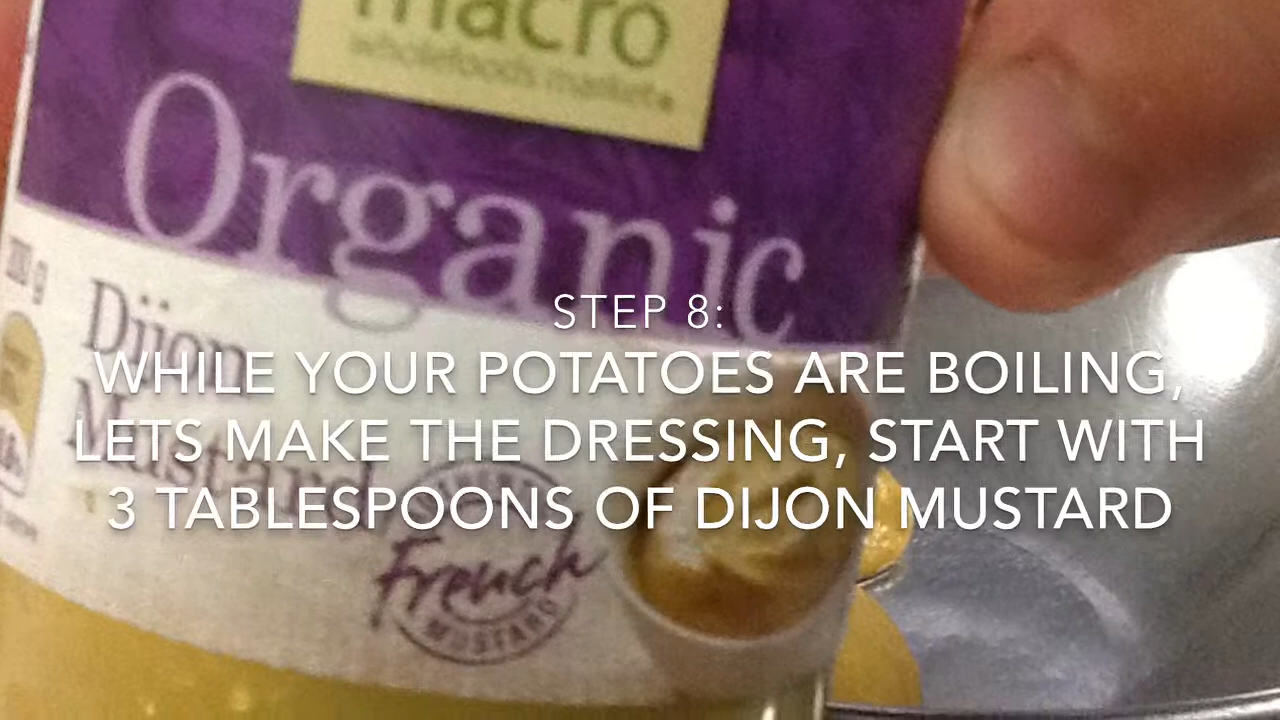 macro
wholefoods market
Organic
Dijon
Mustard
French
MUSTARD
STEP 8:
WHILE YOUR POTATOES ARE BOILING,
LETS MAKE THE DRESSING, START WITH
3 TABLESPOONS OF DIJON MUSTARD